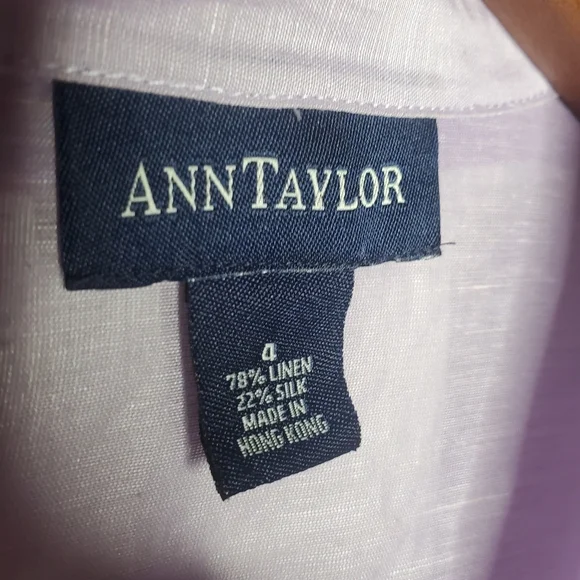 ANNTAYLOR
4
78% LINEN
22% SILK
MADE IN
HONG KONG